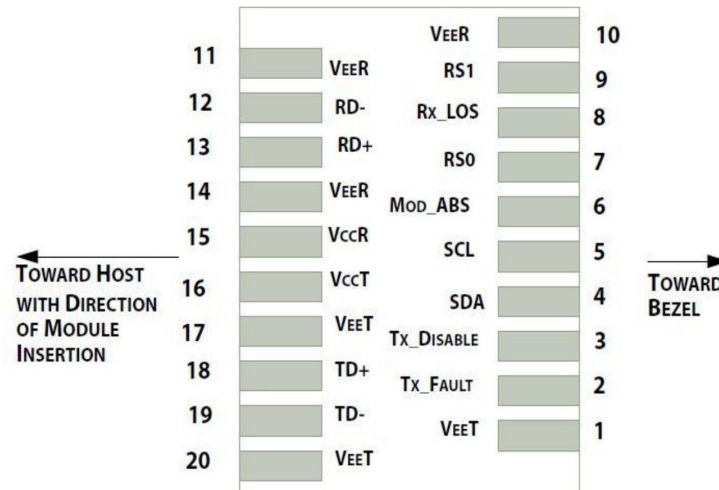 11 VEER
12 RD-
13 RD+
14 VEER
15 VCCR
16 VCCT
17 VEET
18 TD+
19 TD-
20 VEET
TOWARD HOST
WITH DIRECTION
OF MODULE
INSERTION
VEER 10
RS1 9
RX_LOS 8
RS0 7
MOD_ABS 6
SCL 5
SDA 4
TX_DISABLE 3
TX_FAULT 2
VEET 1
TOWARD
BEZEL